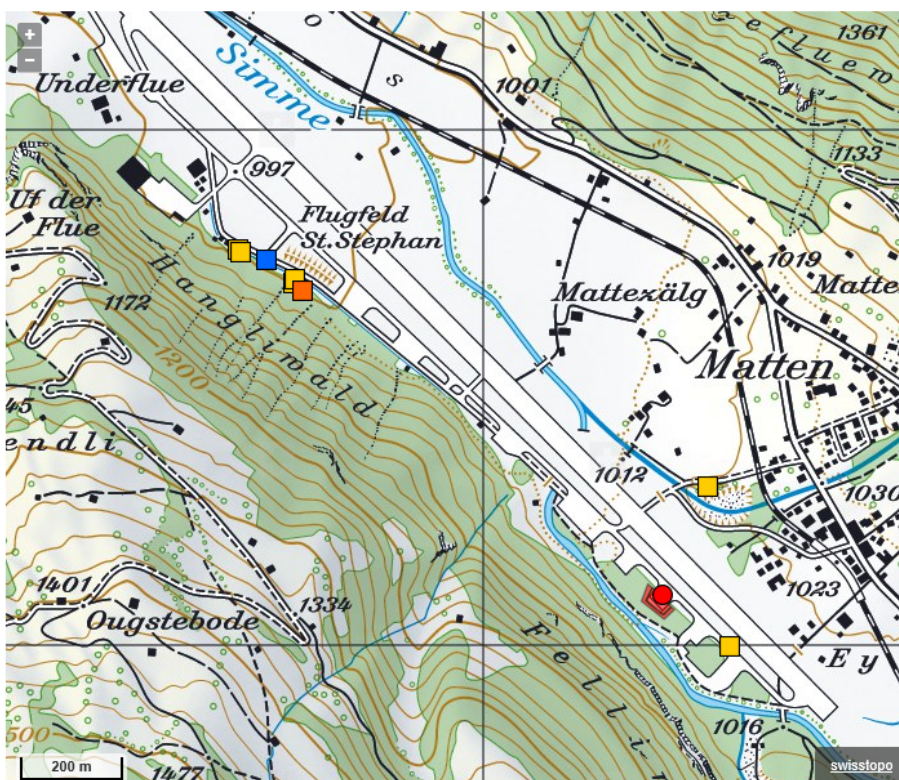 +
−
Underflue
Simme
1001
1361
1133
997
Uf der
Flue
Flugfeld
St.Stephan
1019
Matte
1172
Mattexälg
Hangliwald
1200
Matten
45
endli
1012
1030
1401
1334
1023
Ougstebode
Ey
Felli
500
1016
1477
200 m
swisstopo